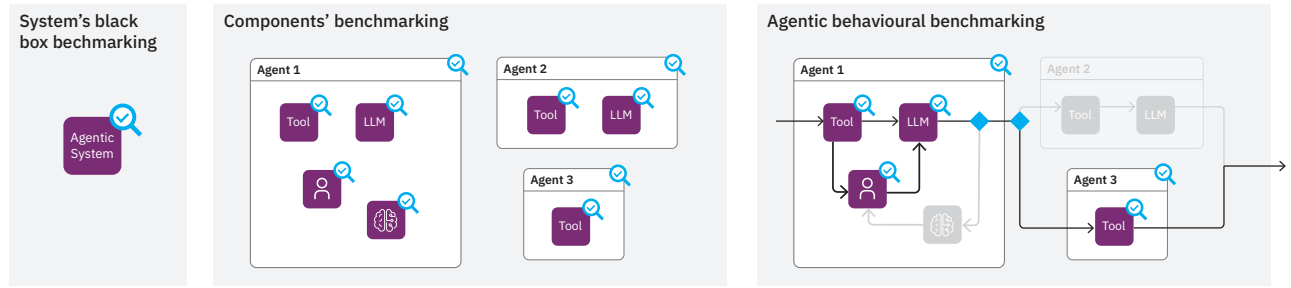 System's black
box bechmarking
Agentic
System
Components' benchmarking
Agent 1
Tool
LLM
Agent 2
Tool
LLM
Agent 3
Tool
Agentic behavioural benchmarking
Agent 1
Tool
LLM
Agent 2
Tool
LLM
Agent 3
Tool